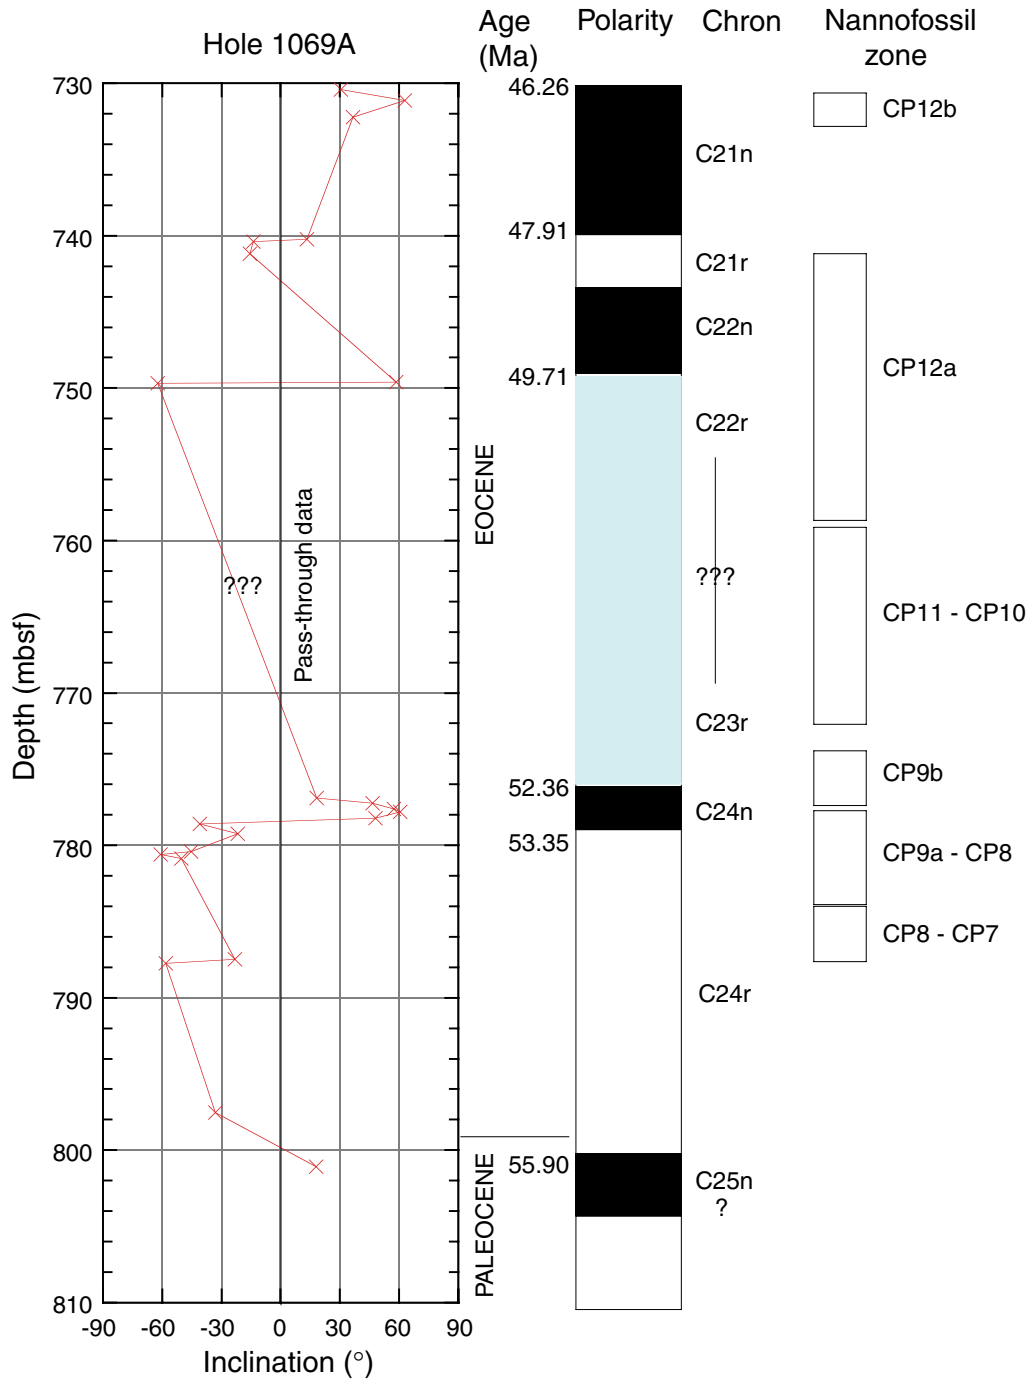 Hole 1069A
Age
(Ma)
Polarity
Chron
Nannofossil
zone
730
740
750
760
770
780
790
800
810
Depth (mbsf)
-90 -60 -30 0 30 60 90
Inclination (°)
???
Pass-through data
46.26
47.91
49.71
52.36
53.35
55.90
EOCENE
PALEOCENE
C21n
C21r
C22n
C22r
???
C23r
C24n
C24r
C25n
?
CP12b
CP12a
CP11 - CP10
CP9b
CP9a - CP8
CP8 - CP7